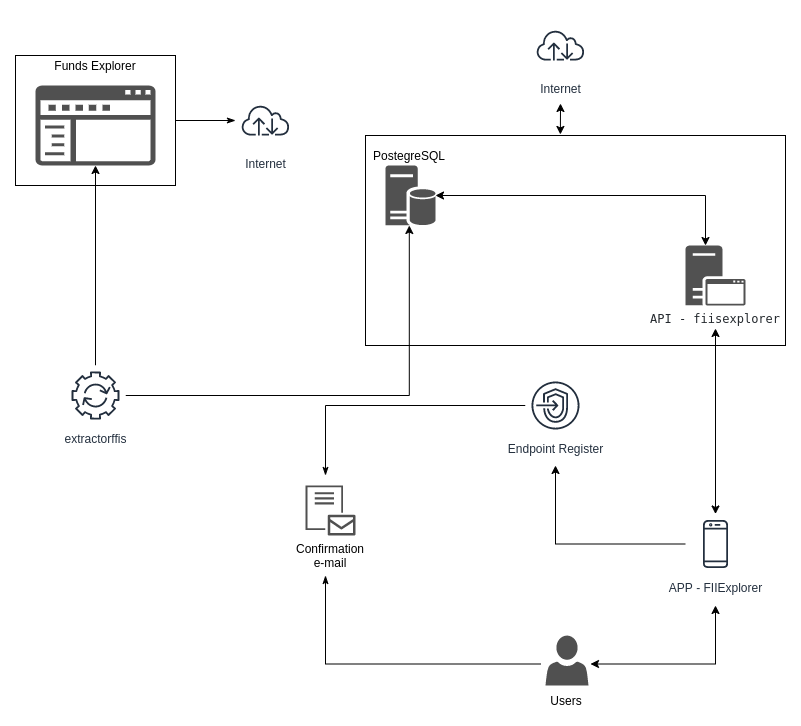 Funds Explorer
Internet
Internet
PostegreSQL
API - fiisexplorer
extractorffis
Endpoint Register
Confirmation
e-mail
APP - FIIExplorer
Users